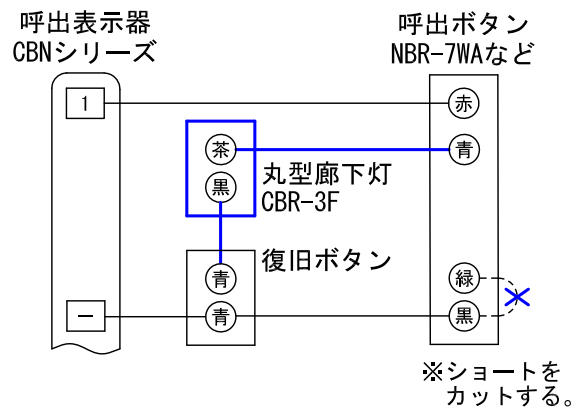 呼出表示器
CBNシリーズ
呼出ボタン
NBR-7WAなど
1
赤
茶
青
黒
丸型廊下灯
CBR-3F
復旧ボタン
青
緑
－
青
黒
※ショートを
カットする。